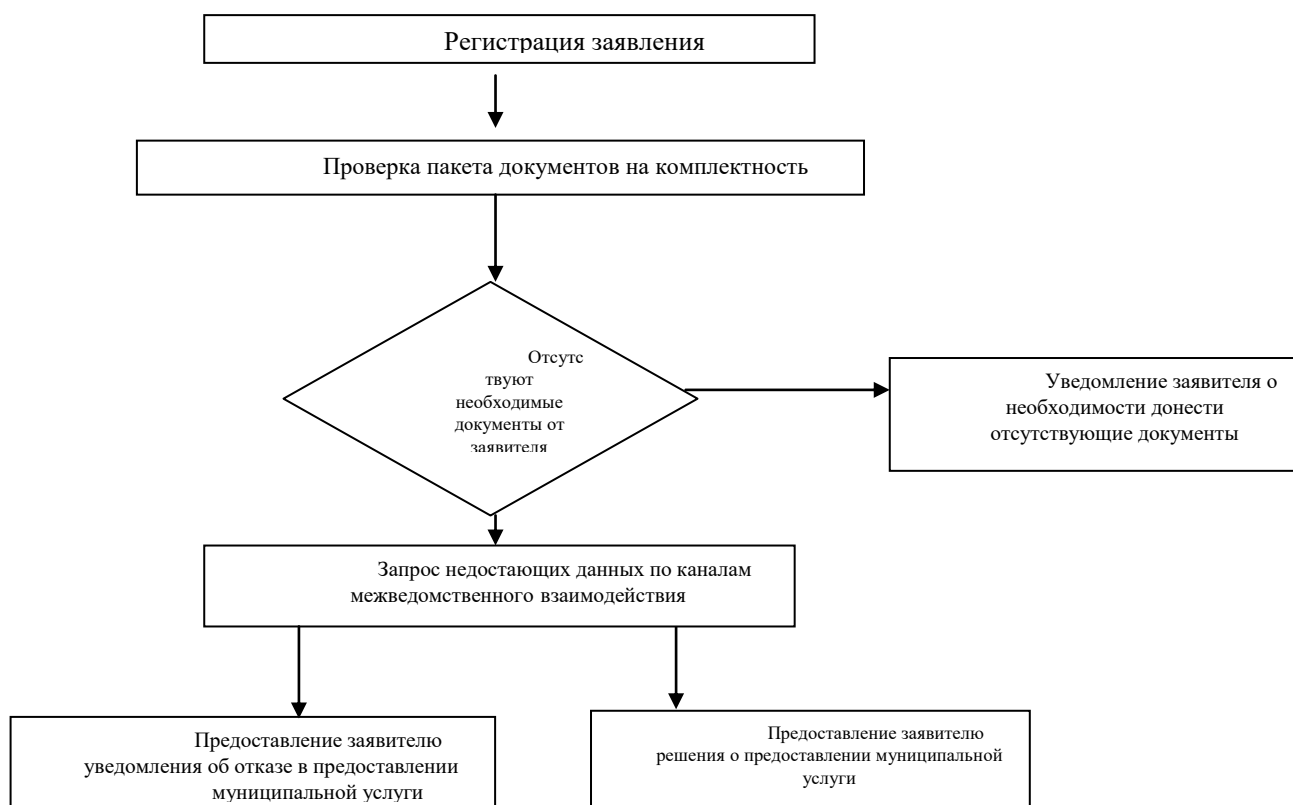 Регистрация заявления
Проверка пакета документов на комплектность
Отсутс
твуют
необходимые
документы от
заявителя
Уведомление заявителя о
необходимости донести
отсутствующие документы
Запрос недостающих данных по каналам
межведомственного взаимодействия
Предоставление заявителю
уведомления об отказе в предоставлении
муниципальной услуги
Предоставление заявителю
решения о предоставлении муниципальной
услуги